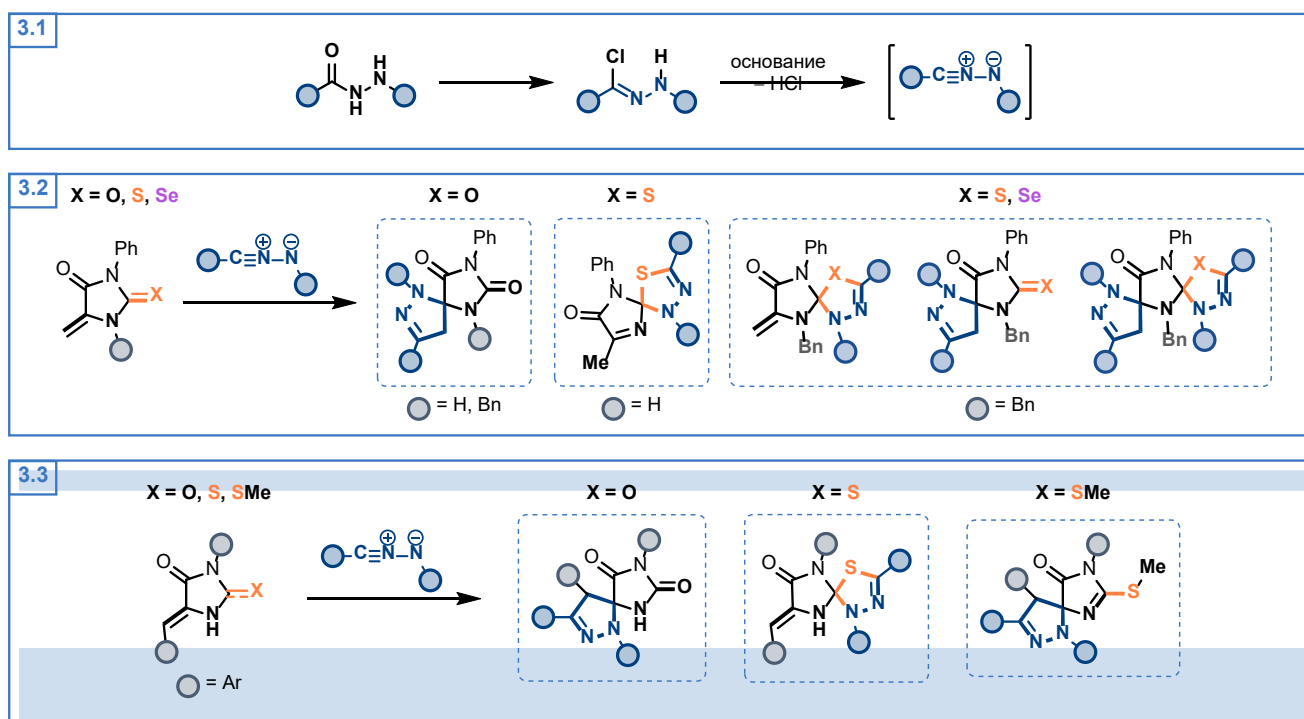 3.1
O
H
N
N
H
Cl
N
N
H
основание
– HCl
C≡N–N
⊕ ⊖
3.2
X = O, S, Se
Ph
O
N
X
N
C≡N–N
⊕ ⊖
X = O
Ph
O
N
O
N
N
N
= H, Bn
X = S
Ph
S
N
N
N
O
N
Me
= H
X = S, Se
Ph
O
N
X
N
N
N
Bn
Ph
O
N
X
N
N
N
Bn
Ph
O
N
X
N
N
N
N
N
Bn
= Bn
3.3
X = O, S, SMe
O
N
X
N
H
= Ar
C≡N–N
⊕ ⊖
X = O
O
N
O
N
H
N
N
X = S
O
N
S
N
N
H
N
X = SMe
O
N
Me
S
N
N
N